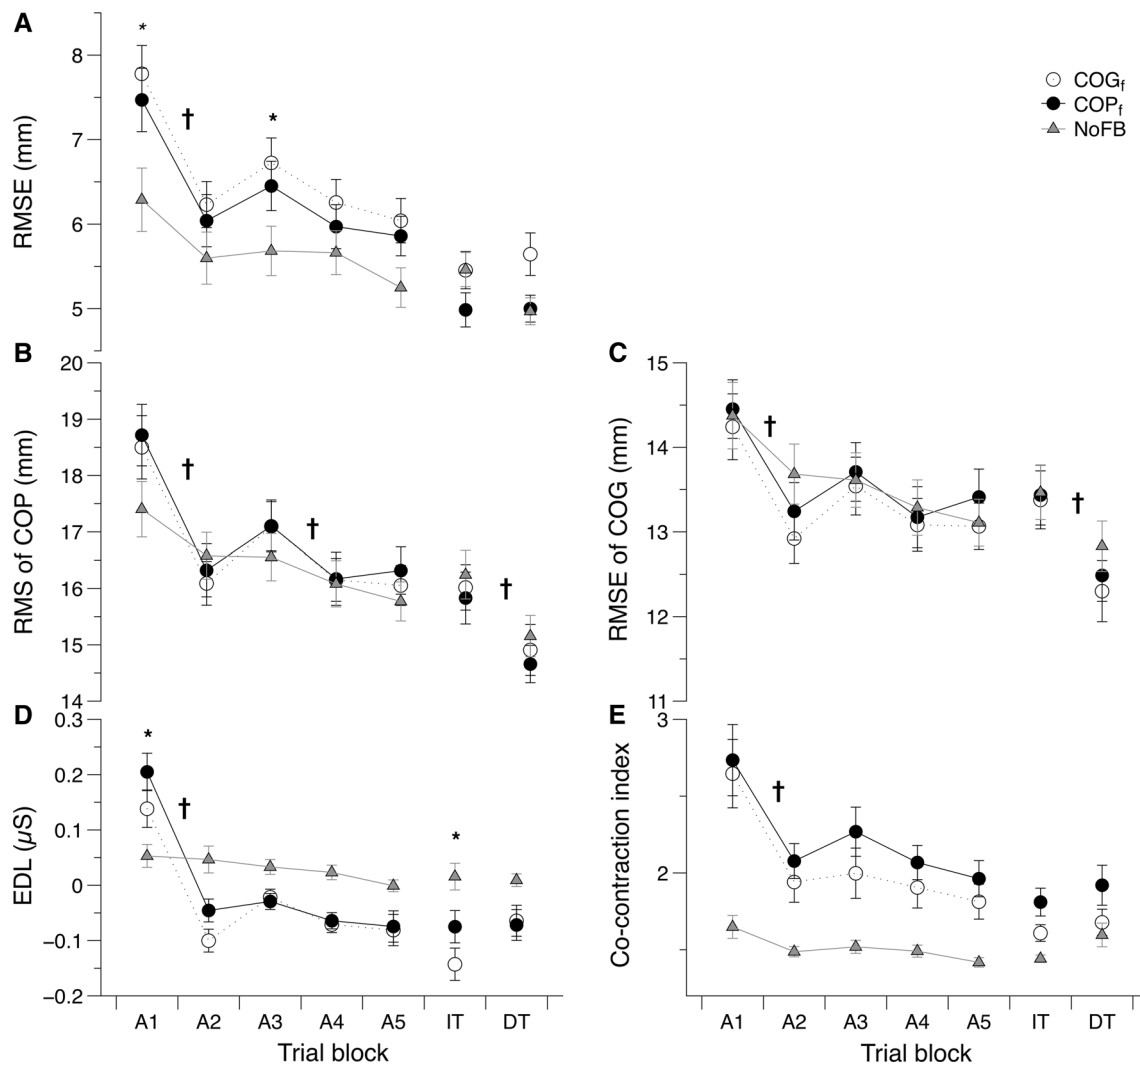 A
*
8
†
*
7
RMSE (mm)
6
5
COGf
COPf
NoFB
B
20
19
†
18
RMS of COP (mm)
17
†
16
†
15
14
C
15
†
14
RMSE of COG (mm)
†
13
12
11
D
0.3
*
0.2
†
0.1
*
EDL (µS)
0
−0.1
−0.2
A1 A2 A3 A4 A5 IT DT
Trial block
E
3
†
Co-contraction index
2
A1 A2 A3 A4 A5 IT DT
Trial block